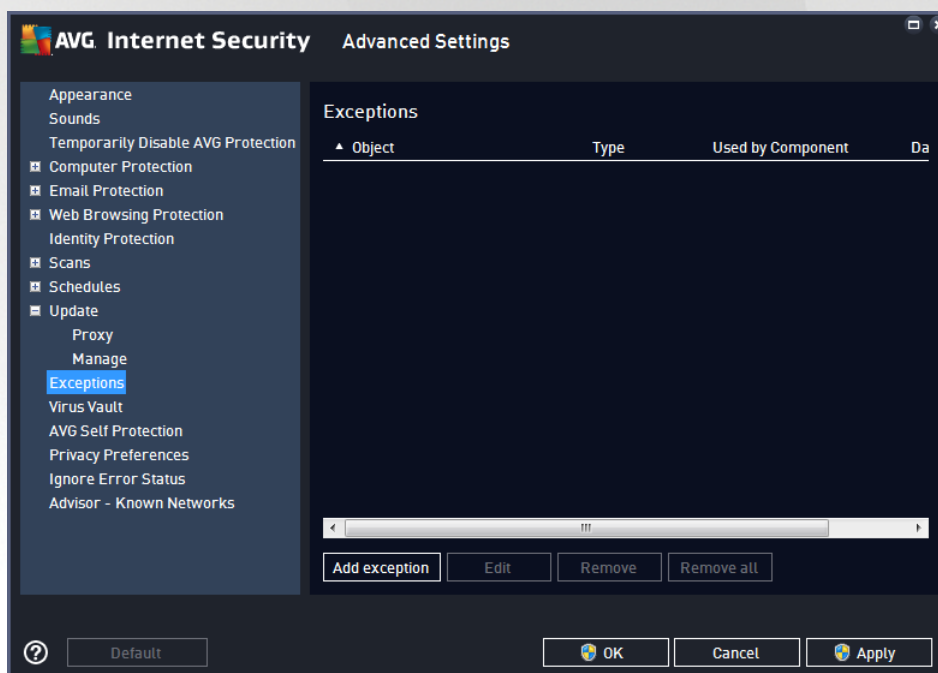 AVG. Internet Security Advanced Settings
Appearance
Sounds
Temporarily Disable AVG Protection
Computer Protection
Email Protection
Web Browsing Protection
Identity Protection
Scans
Schedules
Update
Proxy
Manage
Exceptions
Virus Vault
AVG Self Protection
Privacy Preferences
Ignore Error Status
Advisor - Known Networks
Exceptions
Object Type Used by Component Da
Add exception Edit Remove Remove all
? Default OK Cancel Apply